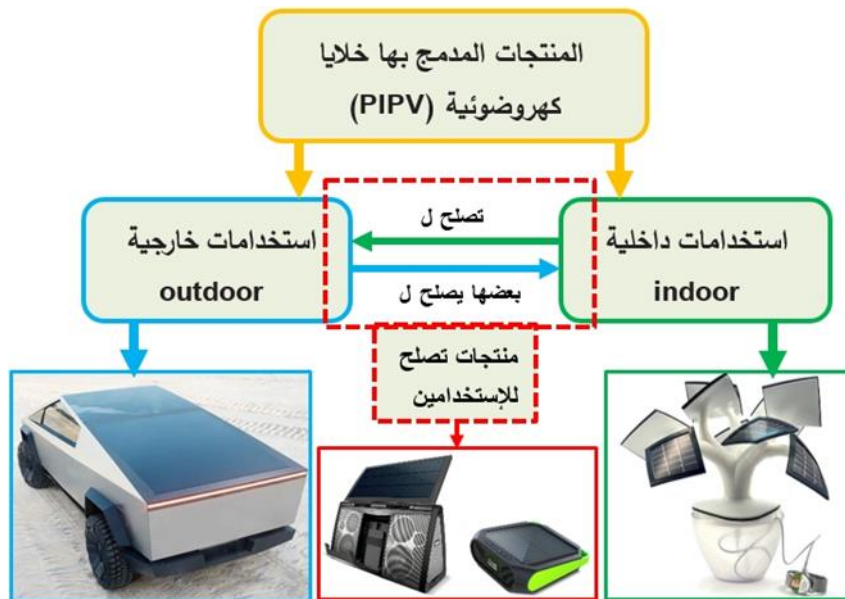 المنتجات المدمج بها خلايا
كهروضوئية (PIPV)
استخدامات داخلية
indoor
تصلح ل
بعضها يصلح ل
استخدامات خارجية
outdoor
منتجات تصلح
للإستخدامين